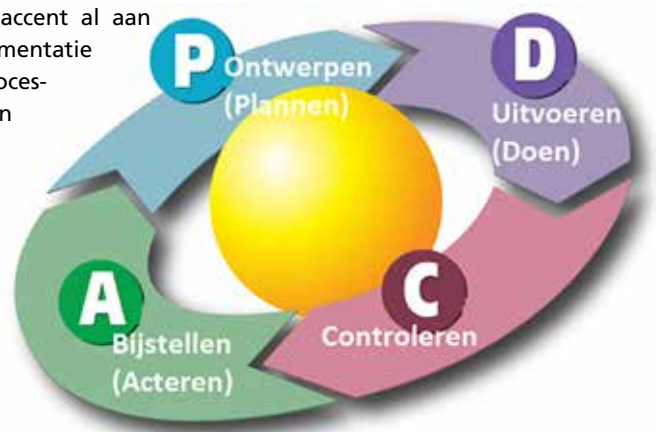 accent al aan
mentatie
oces-
n
P
Ontwerpen
(Plannen)
D
Uitvoeren
(Doen)
C
Controleren
A
Bijstellen
(Acteren)